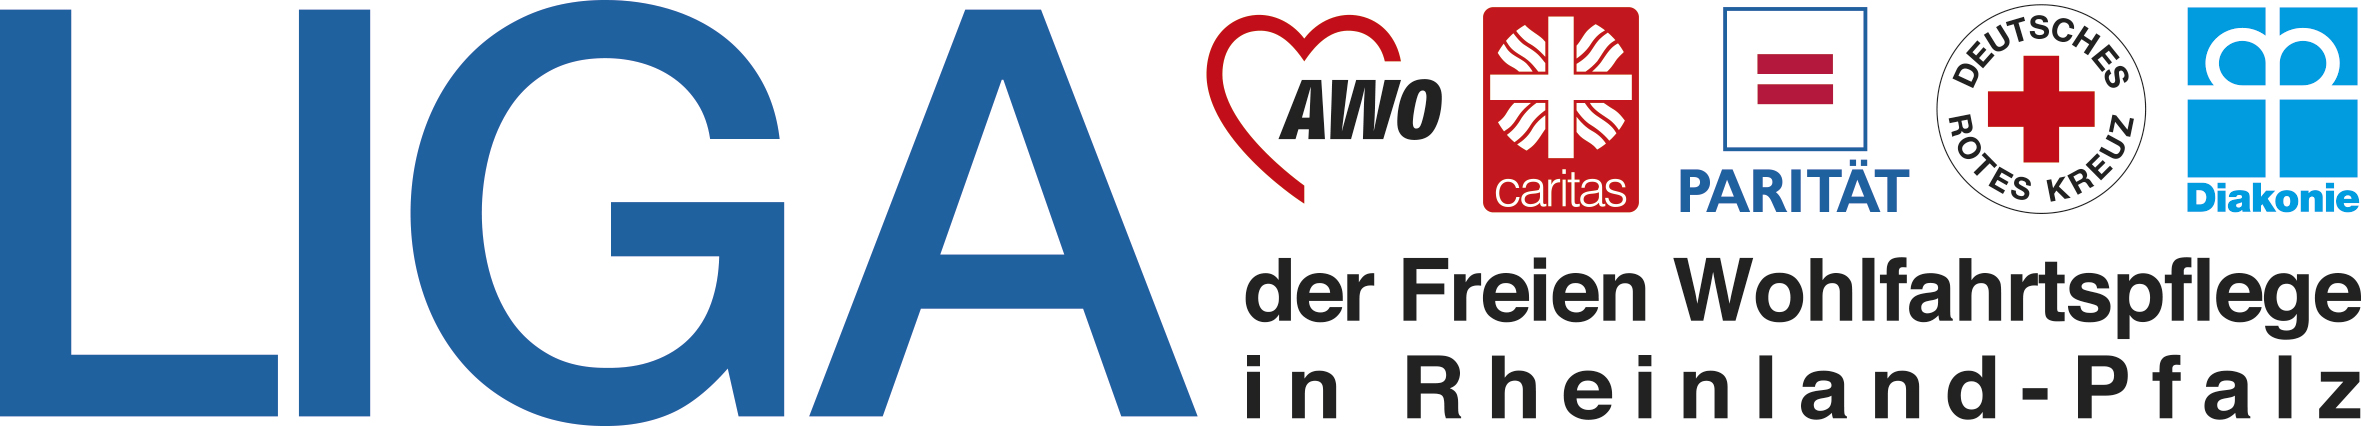 LIGA
AWO
caritas
PARITÄT
DEUTSCHES
ROTES KREUZ
Diakonie
der Freien Wohlfahrtspflege
in Rheinland-Pfalz